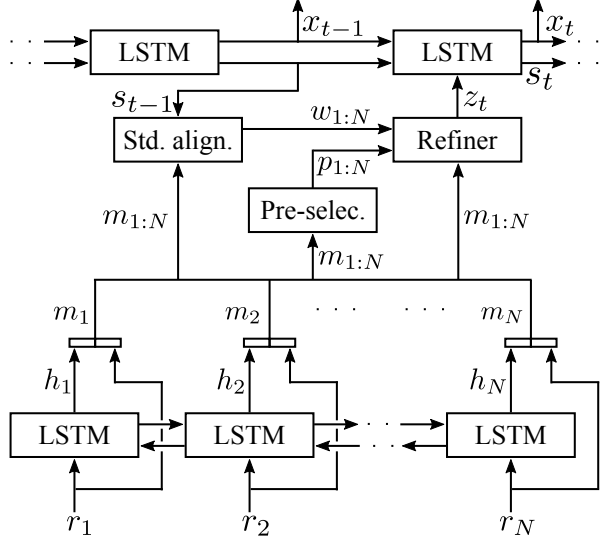 x_{t-1} x_t
· · LSTM LSTM · ·
s_{t-1} z_t s_t
w_{1:N}
Std. align. Refiner
p_{1:N}
Pre-selec.
m_{1:N} m_{1:N} m_{1:N}
m_1 m_2 · · · · · · m_N
h_1 h_2 h_N
LSTM LSTM · · LSTM
· ·
r_1 r_2 r_N